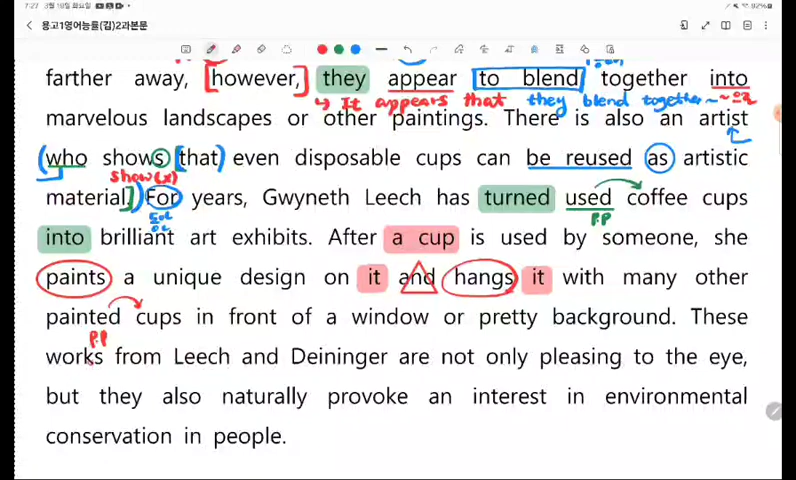 7:27 3월 10일 화요일
82%
용고1영어능률(김)2과본문
farther away, [however,] they appear to blend together into
↳ It appears that they blend together~
marvelous landscapes or other paintings. There is also an artist
(who shows [that) even disposable cups can be reused as artistic
show(x)
material]) For years, Gwyneth Leech has turned used coffee cups
P.P
into brilliant art exhibits. After a cup is used by someone, she
paints a unique design on it and hangs it with many other
painted cups in front of a window or pretty background. These
P.P
works from Leech and Deininger are not only pleasing to the eye,
but they also naturally provoke an interest in environmental
conservation in people.